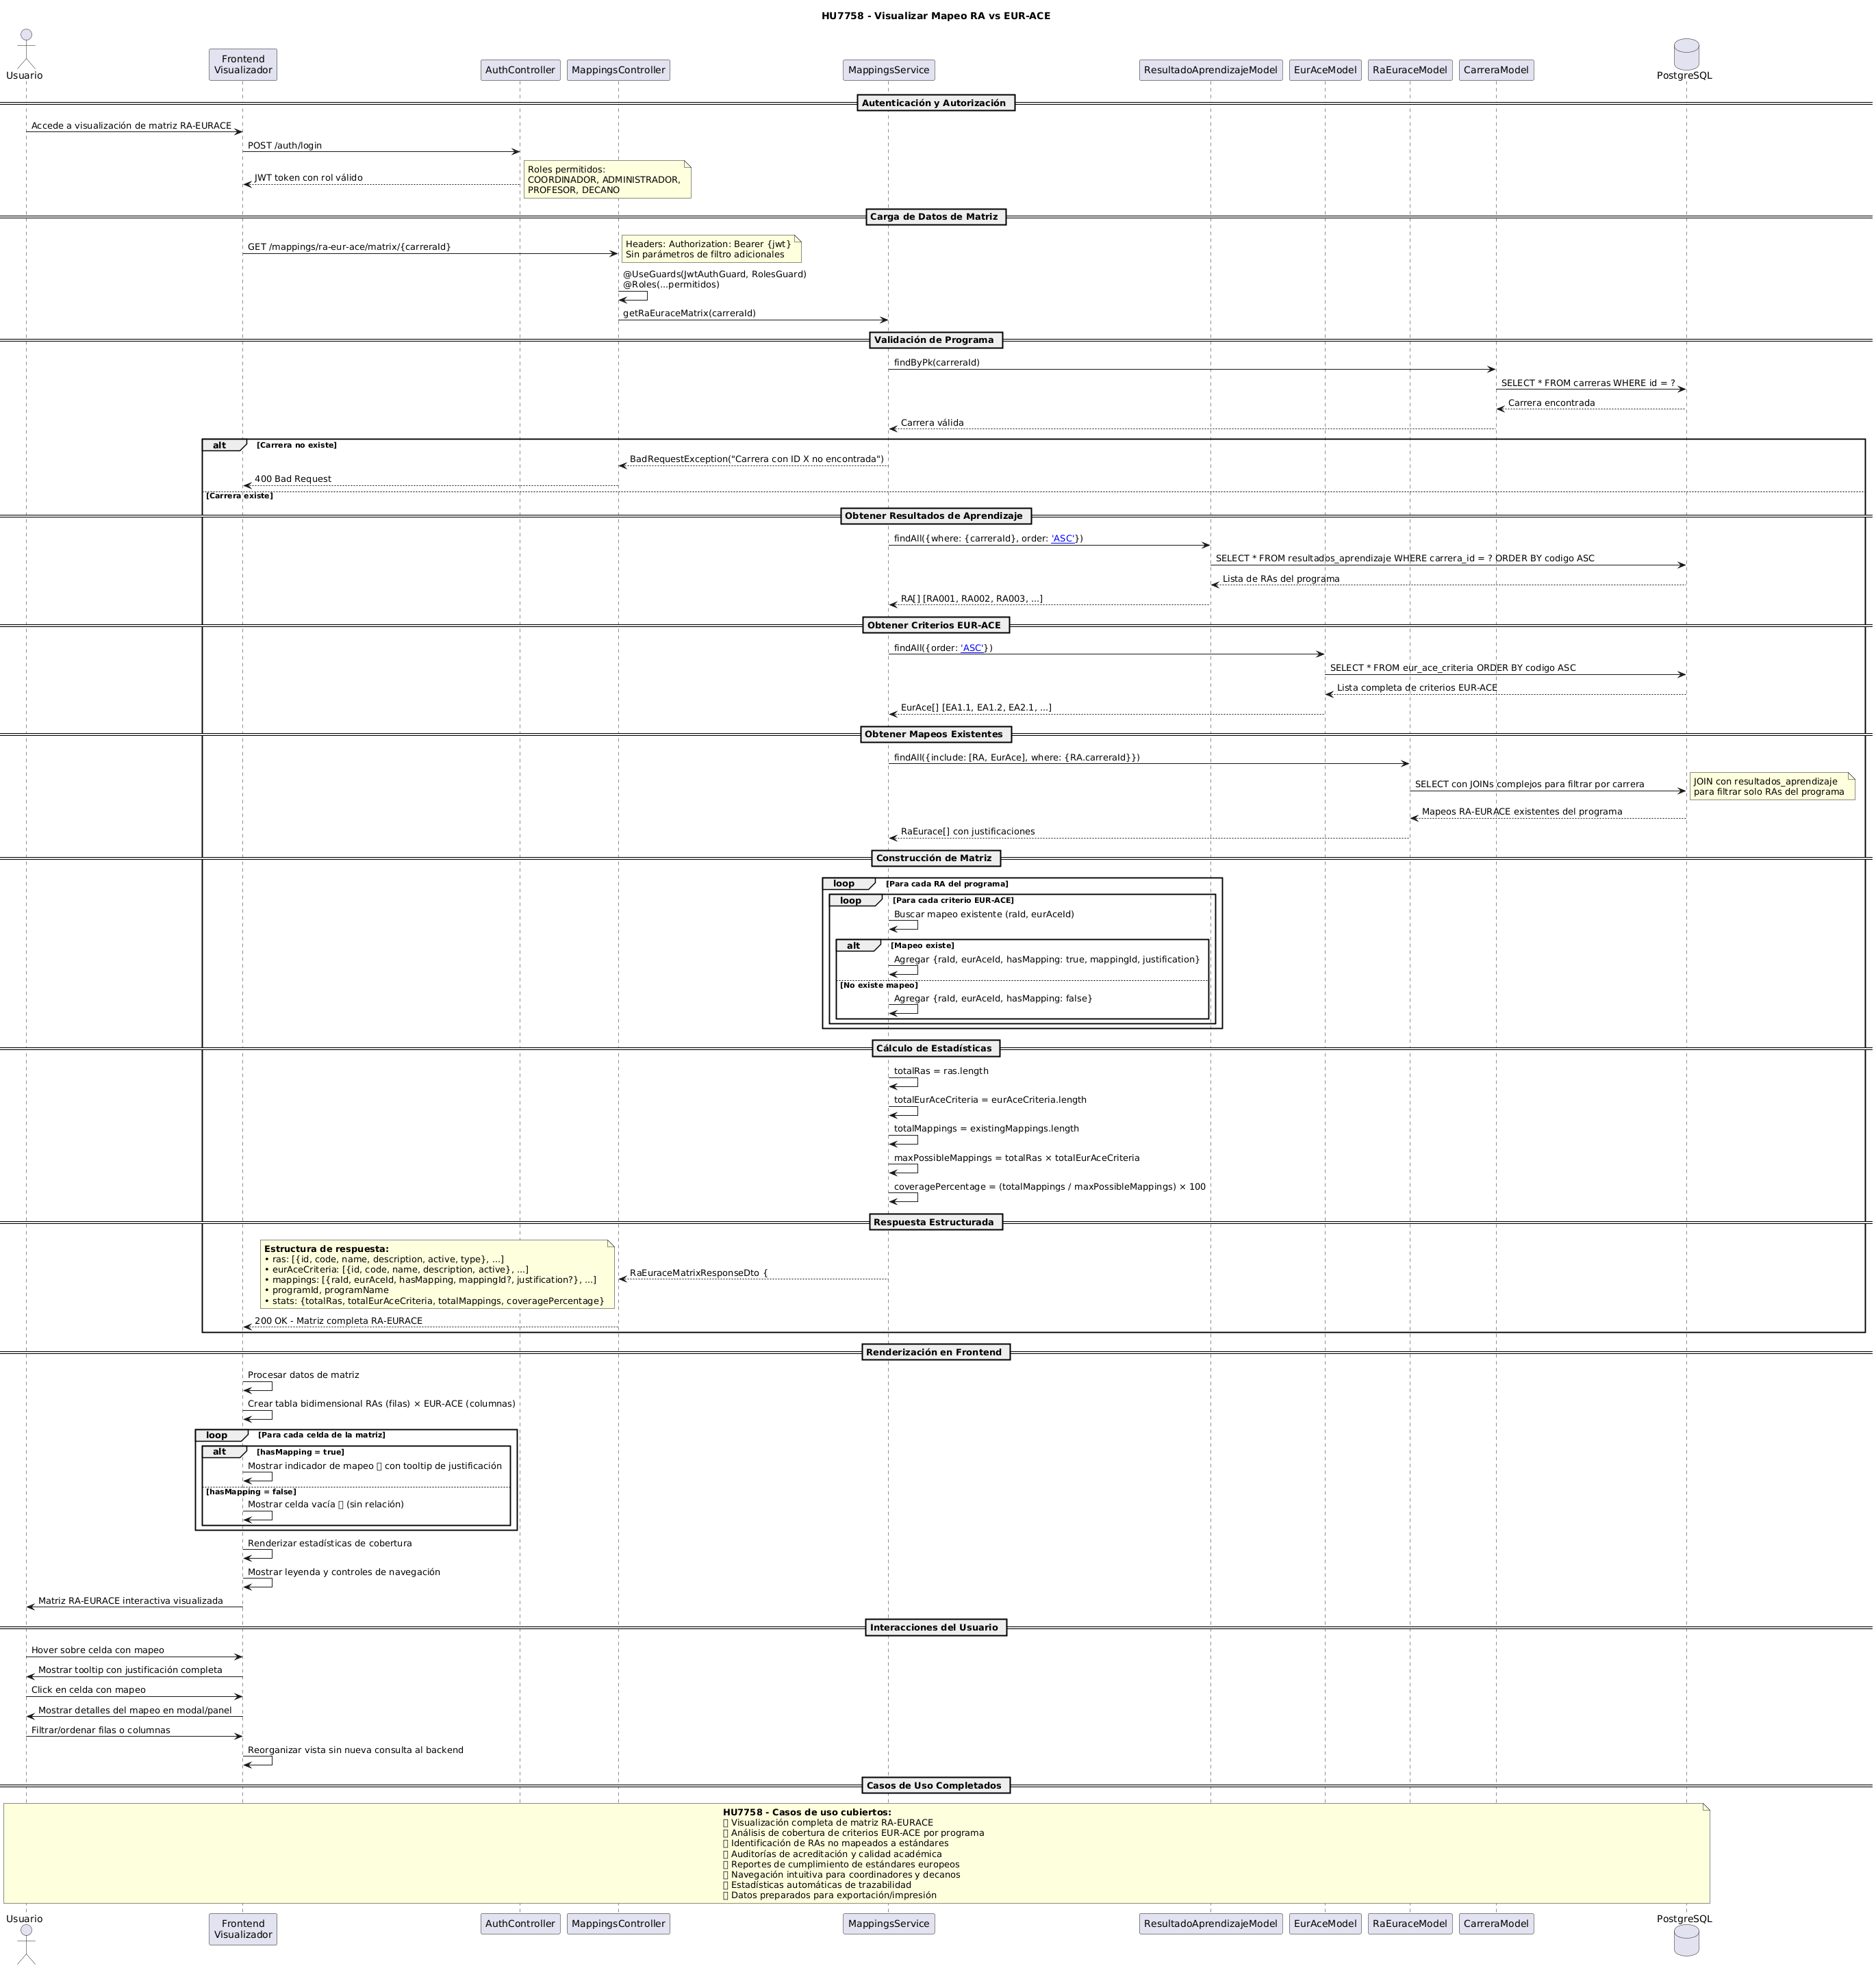 HU7758 - Visualizar Mapeo RA vs EUR-ACE
Usuario
Frontend
Visualizador
AuthController
MappingsController
MappingsService
ResultadoAprendizajeModel
EurAceModel
RaEuraceModel
CarreraModel
PostgreSQL
Autenticación y Autorización
Accede a visualización de matriz RA-EURACE
POST /auth/login
JWT token con rol válido
Roles permitidos:
COORDINADOR, ADMINISTRADOR,
PROFESOR, DECANO
Carga de Datos de Matriz
GET /mappings/ra-eur-ace/matrix/{carreraId}
Headers: Authorization: Bearer {jwt}
Sin parámetros de filtro adicionales
@UseGuards(JwtAuthGuard, RolesGuard)
@Roles(...permitidos)
getRaEuraceMatrix(carreraId)
Validación de Programa
findByPk(carreraId)
SELECT * FROM carreras WHERE id = ?
Carrera encontrada
Carrera válida
alt [Carrera no existe]
BadRequestException("Carrera con ID X no encontrada")
400 Bad Request
[Carrera existe]
Obtener Resultados de Aprendizaje
findAll({where: {carreraId}, order: 'ASC'})
SELECT * FROM resultados_aprendizaje WHERE carrera_id = ? ORDER BY codigo ASC
Lista de RAs del programa
RA[] [RA001, RA002, RA003, ...]
Obtener Criterios EUR-ACE
findAll({order: 'ASC'})
SELECT * FROM eur_ace_criteria ORDER BY codigo ASC
Lista completa de criterios EUR-ACE
EurAce[] [EA1.1, EA1.2, EA2.1, ...]
Obtener Mapeos Existentes
findAll({include: [RA, EurAce], where: {RA.carreraId}})
SELECT con JOINs complejos para filtrar por carrera
JOIN con resultados_aprendizaje
para filtrar solo RAs del programa
Mapeos RA-EURACE existentes del programa
RaEurace[] con justificaciones
Construcción de Matriz
loop [Para cada RA del programa]
loop [Para cada criterio EUR-ACE]
Buscar mapeo existente (raId, eurAceId)
alt [Mapeo existe]
Agregar {raId, eurAceId, hasMapping: true, mappingId, justification}
[No existe mapeo]
Agregar {raId, eurAceId, hasMapping: false}
Cálculo de Estadísticas
totalRas = ras.length
totalEurAceCriteria = eurAceCriteria.length
totalMappings = existingMappings.length
maxPossibleMappings = totalRas × totalEurAceCriteria
coveragePercentage = (totalMappings / maxPossibleMappings) × 100
Respuesta Estructurada
Estructura de respuesta:
• ras: [{id, code, name, description, active, type}, ...]
• eurAceCriteria: [{id, code, name, description, active}, ...]
• mappings: [{raId, eurAceId, hasMapping, mappingId?, justification?}, ...]
• programId, programName
• stats: {totalRas, totalEurAceCriteria, totalMappings, coveragePercentage}
RaEuraceMatrixResponseDto {
200 OK - Matriz completa RA-EURACE
Renderización en Frontend
Procesar datos de matriz
Crear tabla bidimensional RAs (filas) × EUR-ACE (columnas)
loop [Para cada celda de la matriz]
alt [hasMapping = true]
Mostrar indicador de mapeo con tooltip de justificación
[hasMapping = false]
Mostrar celda vacía (sin relación)
Renderizar estadísticas de cobertura
Mostrar leyenda y controles de navegación
Matriz RA-EURACE interactiva visualizada
Interacciones del Usuario
Hover sobre celda con mapeo
Mostrar tooltip con justificación completa
Click en celda con mapeo
Mostrar detalles del mapeo en modal/panel
Filtrar/ordenar filas o columnas
Reorganizar vista sin nueva consulta al backend
Casos de Uso Completados
HU7758 - Casos de uso cubiertos:
Visualización completa de matriz RA-EURACE
Análisis de cobertura de criterios EUR-ACE por programa
Identificación de RAs no mapeados a estándares
Auditorías de acreditación y calidad académica
Reportes de cumplimiento de estándares europeos
Navegación intuitiva para coordinadores y decanos
Estadísticas automáticas de trazabilidad
Datos preparados para exportación/impresión
Usuario
Frontend
Visualizador
AuthController
MappingsController
MappingsService
ResultadoAprendizajeModel
EurAceModel
RaEuraceModel
CarreraModel
PostgreSQL